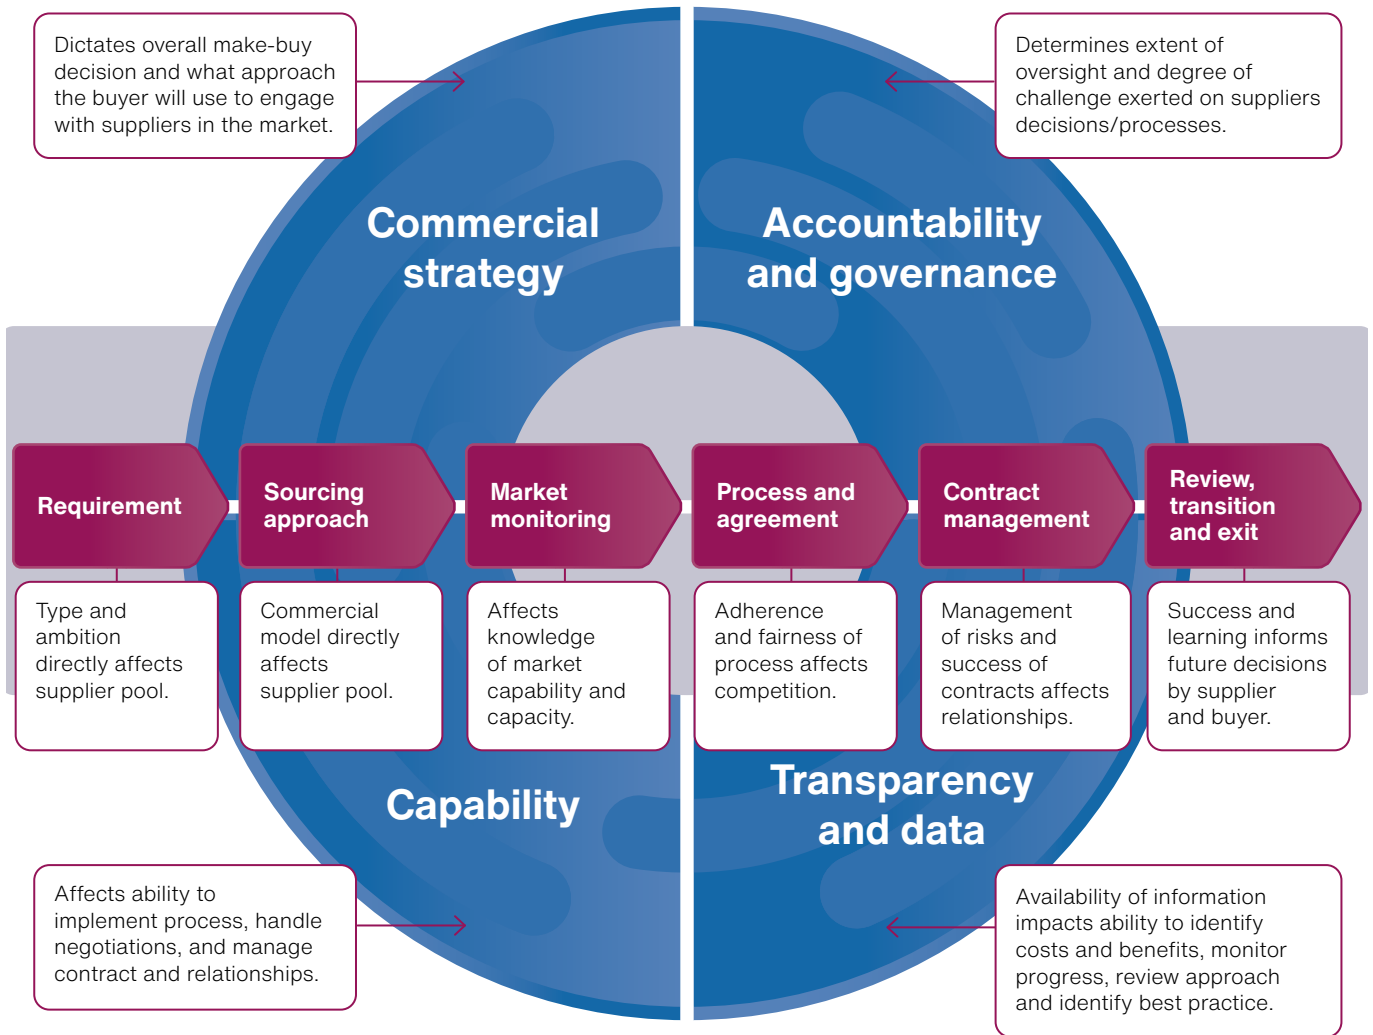 Dictates overall make-buy
decision and what approach
the buyer will use to engage
with suppliers in the market.
Determines extent of
oversight and degree of
challenge exerted on suppliers
decisions/processes.
Commercial
strategy
Accountability
and governance
Requirement
Sourcing
approach
Market
monitoring
Process and
agreement
Contract
management
Review,
transition
and exit
Type and
ambition
directly affects
supplier pool.
Commercial
model directly
affects
supplier pool.
Affects
knowledge
of market
capability and
capacity.
Adherence
and fairness of
process affects
competition.
Management
of risks and
success of
contracts affects
relationships.
Success and
learning informs
future decisions
by supplier
and buyer.
Capability
Transparency
and data
Affects ability to
implement process, handle
negotiations, and manage
contract and relationships.
Availability of information
impacts ability to identify
costs and benefits, monitor
progress, review approach
and identify best practice.